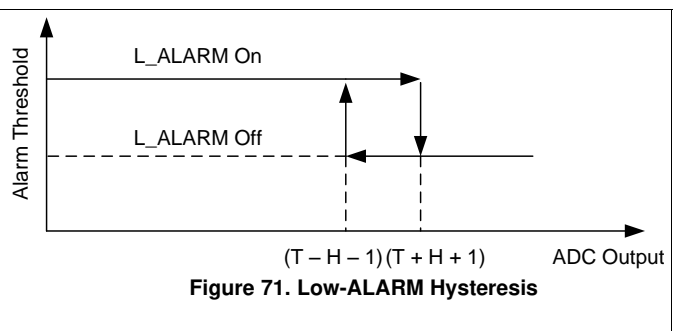 Alarm Threshold
L_ALARM On
L_ALARM Off
(T – H – 1) (T + H + 1) ADC Output
Figure 71. Low-ALARM Hysteresis